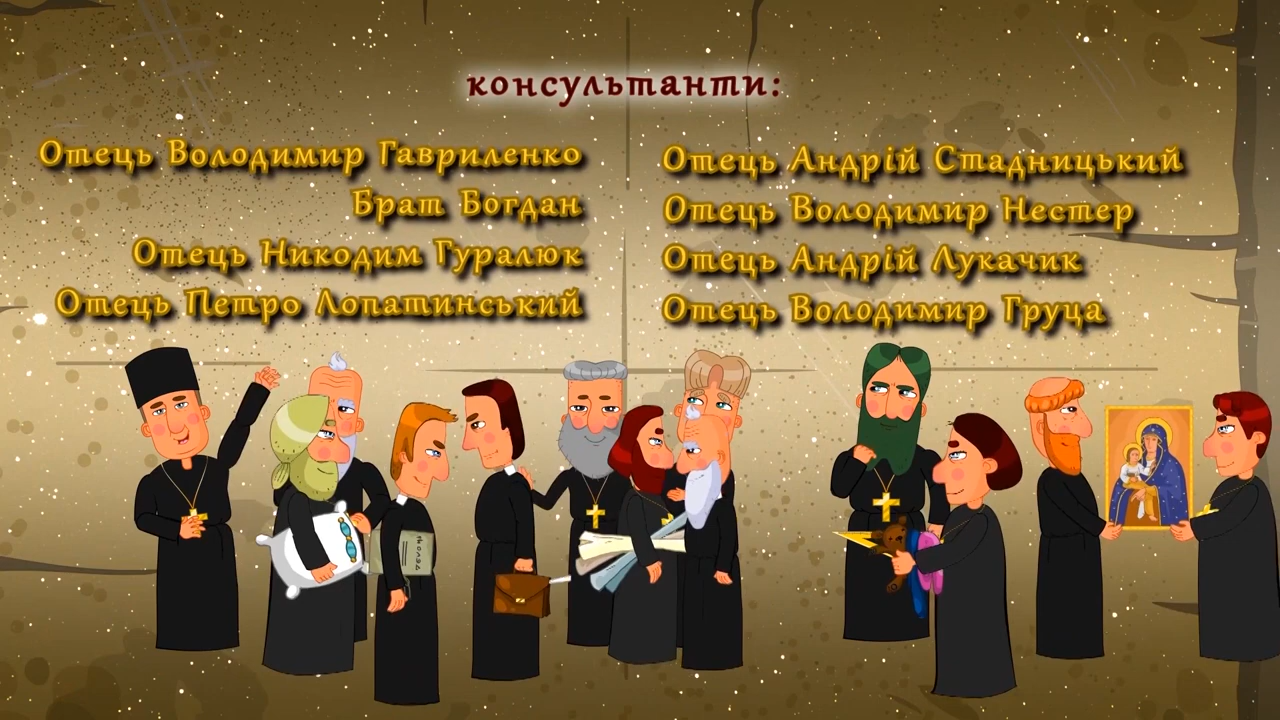 консультанти:
Отець Володимир Гавриленко
Брат Богдан
Отець Никодим Гуралюк
Отець Петро Лопатинський
Отець Андрій Стадницький
Отець Володимир Нестер
Отець Андрій Лукачик
Отець Володимир Груца